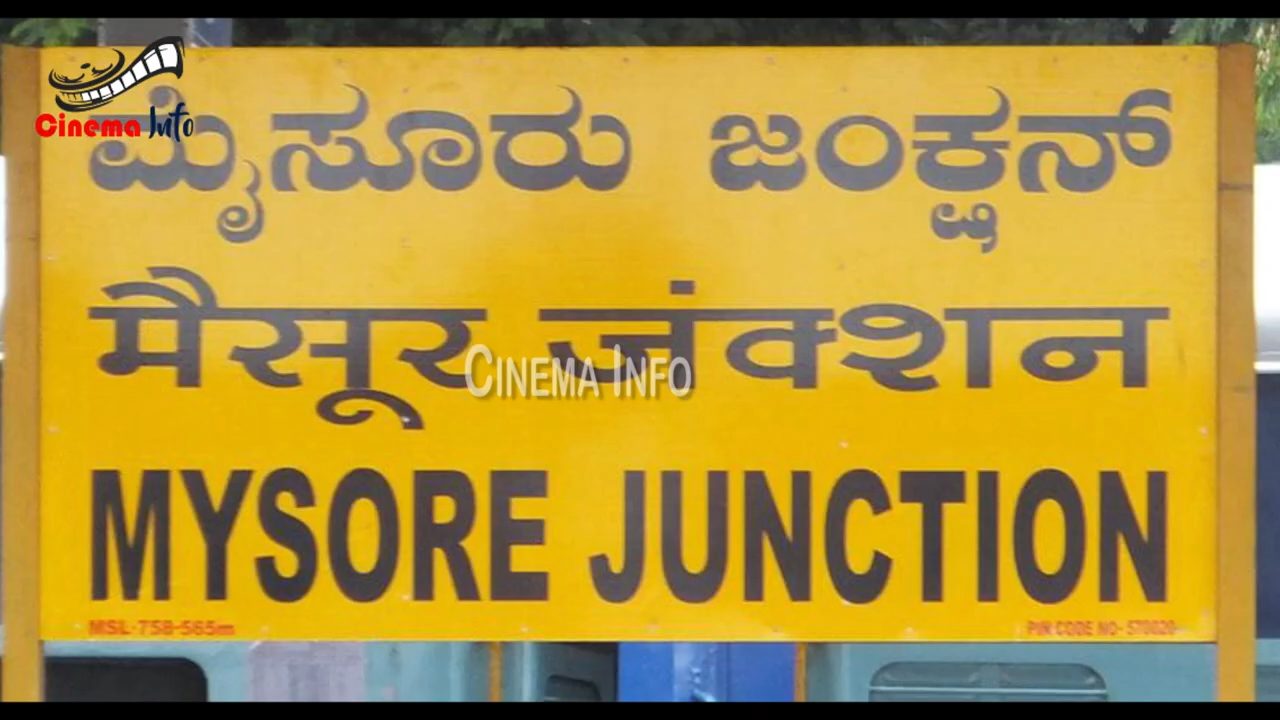 Cinema Info
ಮೈಸೂರು ಜಂಕ್ಷನ್
मैसूर जंक्शन
Cinema Info
MYSORE JUNCTION
MSL-758-565m
PIN CODE NO- 570020